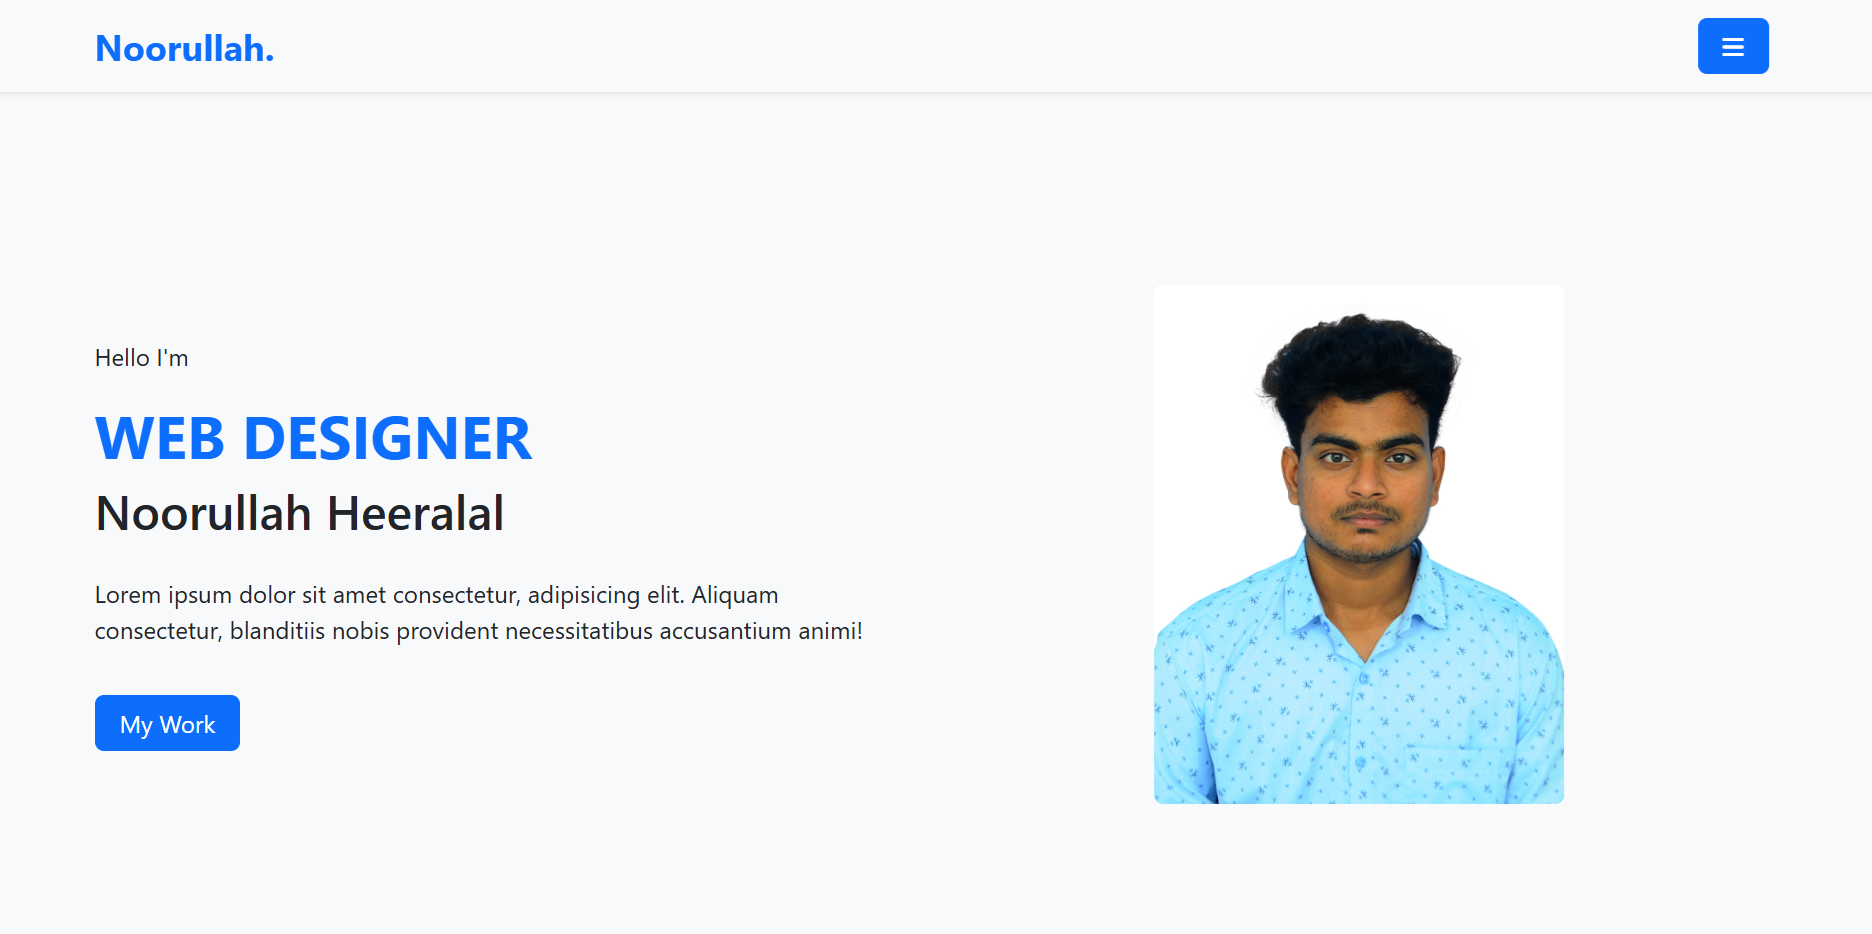 Noorullah.
Hello I'm
WEB DESIGNER
Noorullah Heeralal
Lorem ipsum dolor sit amet consectetur, adipisicing elit. Aliquam
consectetur, blanditiis nobis provident necessitatibus accusantium animi!
My Work